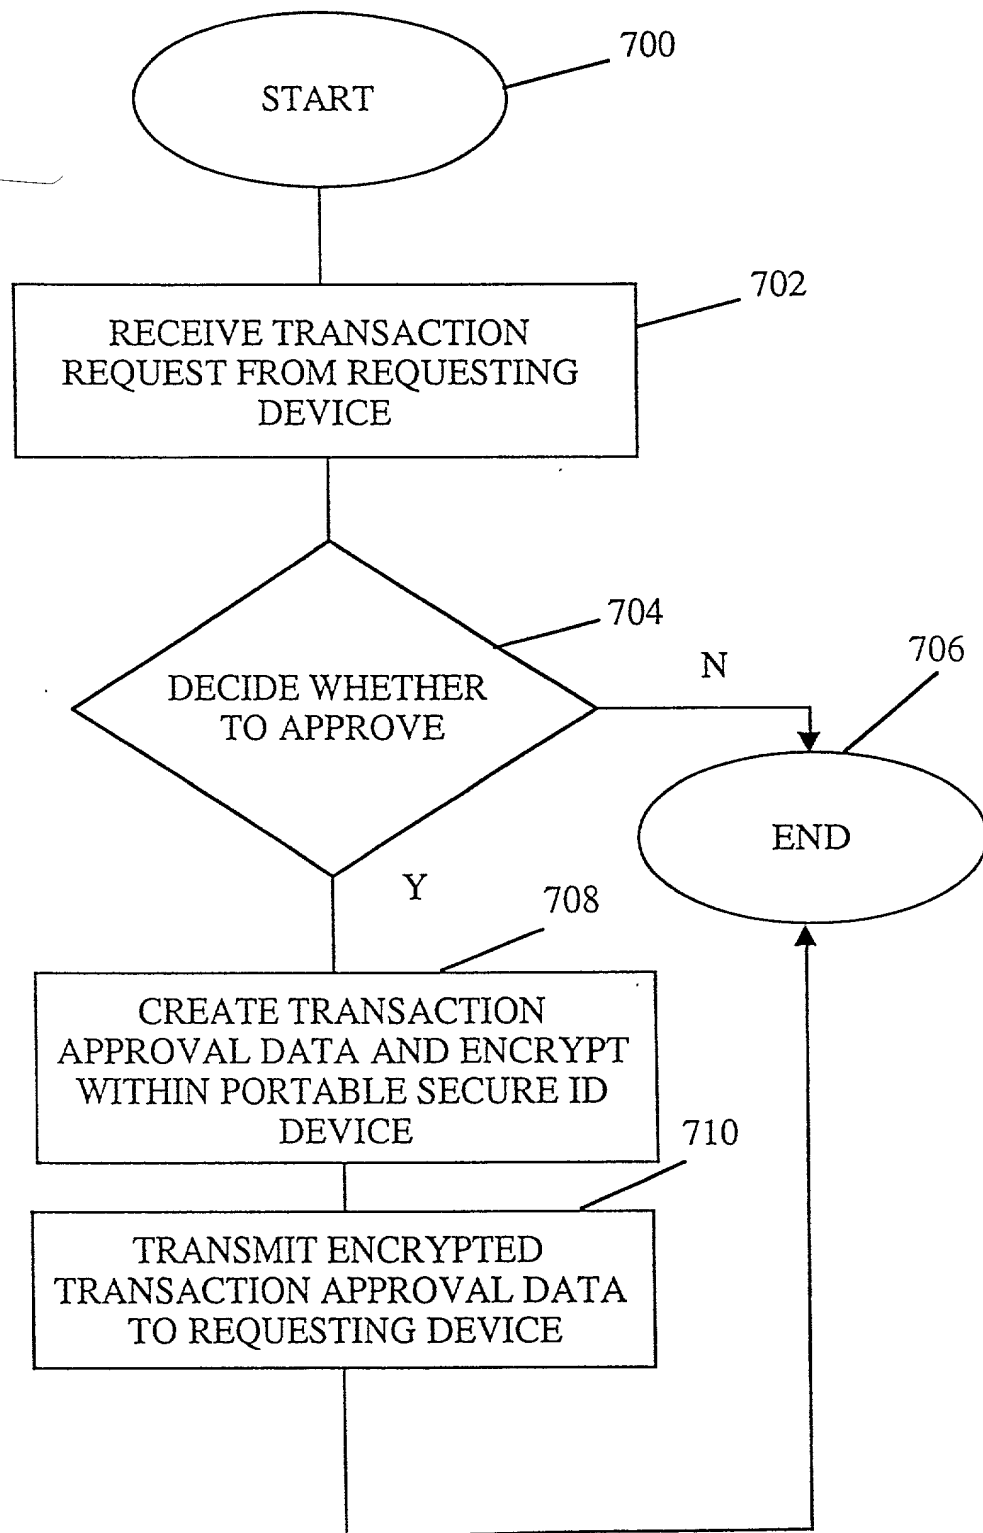 700
START
702
RECEIVE TRANSACTION
REQUEST FROM REQUESTING
DEVICE
704
DECIDE WHETHER
TO APPROVE
N
706
END
Y
708
CREATE TRANSACTION
APPROVAL DATA AND ENCRYPT
WITHIN PORTABLE SECURE ID
DEVICE
710
TRANSMIT ENCRYPTED
TRANSACTION APPROVAL DATA
TO REQUESTING DEVICE